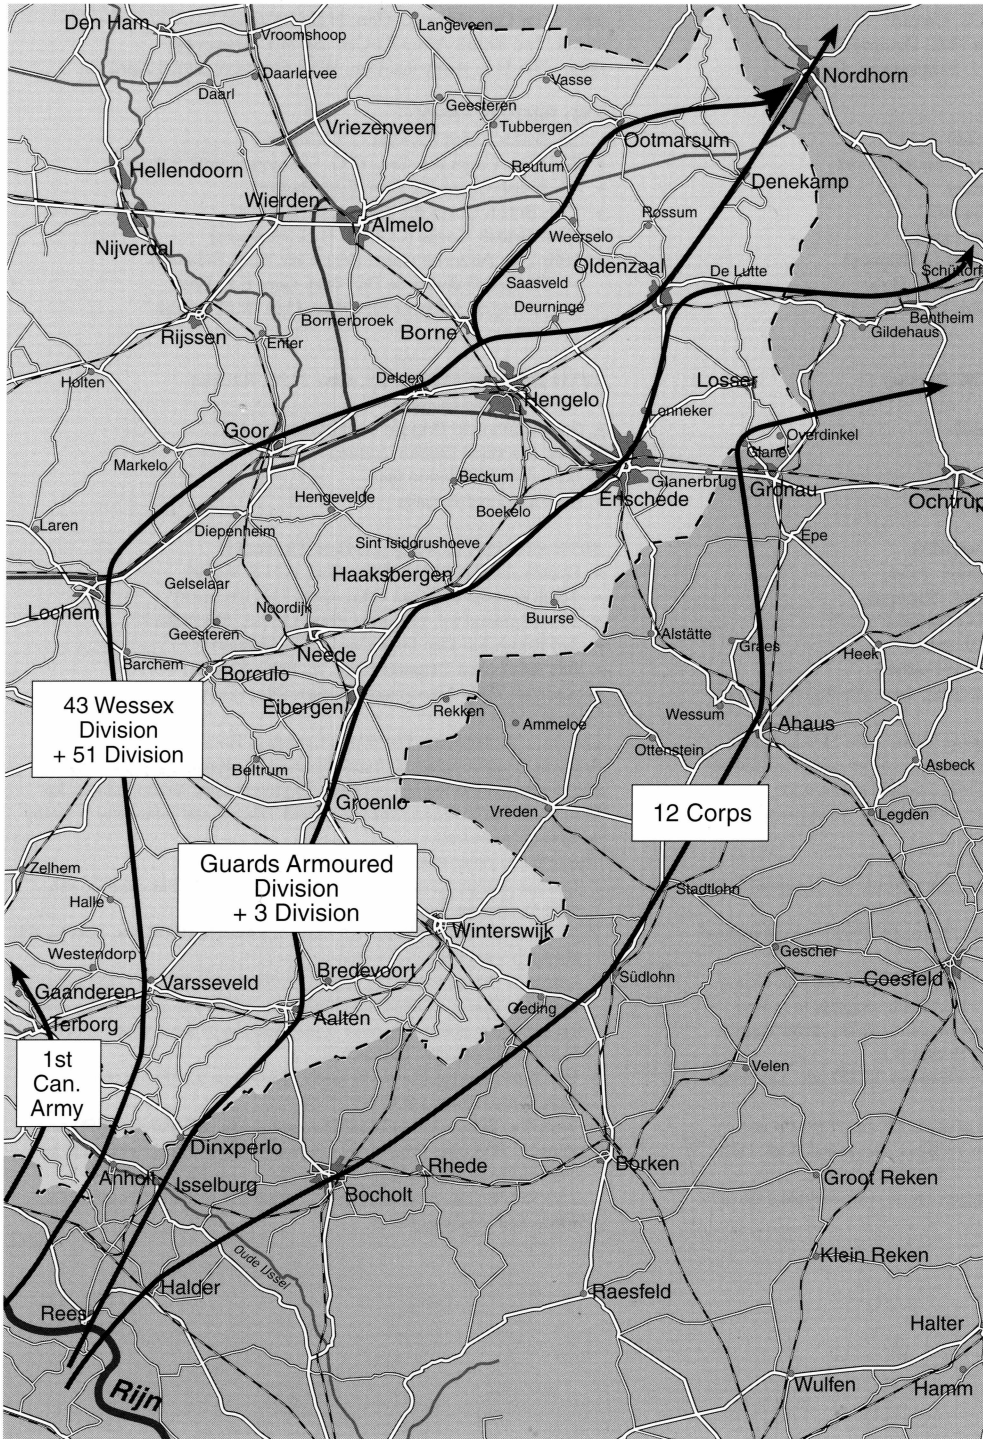 Den Ham
Langeveen
Vroomshoop
Daarlervee
Daarl
Vasse
Nordhorn
Geesteren
Tubbergen
Vriezenveen
Ootmarsum
Reutum
Hellendoorn
Denekamp
Wierden
Almelo
Rossum
Weerselo
Nijverdal
Oldenzaal
De Lutte
Schüttorf
Saasveld
Deurninge
Bornerbroek
Borne
Bentheim
Gildehaus
Rijssen
Enter
Holten
Delden
Hengelo
Losser
Lonneker
Goor
Overdinkel
Glane
Markelo
Beckum
Glanerbrug
Gronau
Enschede
Ochtrup
Hengevelde
Boekelo
Laren
Diepenheim
Epe
Sint Isidorushoeve
Haaksbergen
Gelselaar
Lochem
Noordijk
Buurse
Geesteren
Alstätte
Graes
Heek
Neede
Barchem
Borculo
Eibergen
Rekken
Wessum
Ammeloe
Ahaus
43 Wessex
Division
+ 51 Division
Ottenstein
Beltrum
Asbeck
Groenlo
Vreden
12 Corps
Legden
Guards Armoured
Division
+ 3 Division
Zelhem
Stadtlohn
Halle
Winterswijk
Westendorp
Gescher
Bredevoort
Varsseveld
Südlohn
Coesfeld
Gaanderen
Oeding
Aalten
Terborg
1st
Can.
Army
Velen
Dinxperlo
Anholt
Isselburg
Rhede
Borken
Bocholt
Groot Reken
Oude IJssel
Klein Reken
Halder
Raesfeld
Rees
Halter
Rijn
Wulfen
Hamm